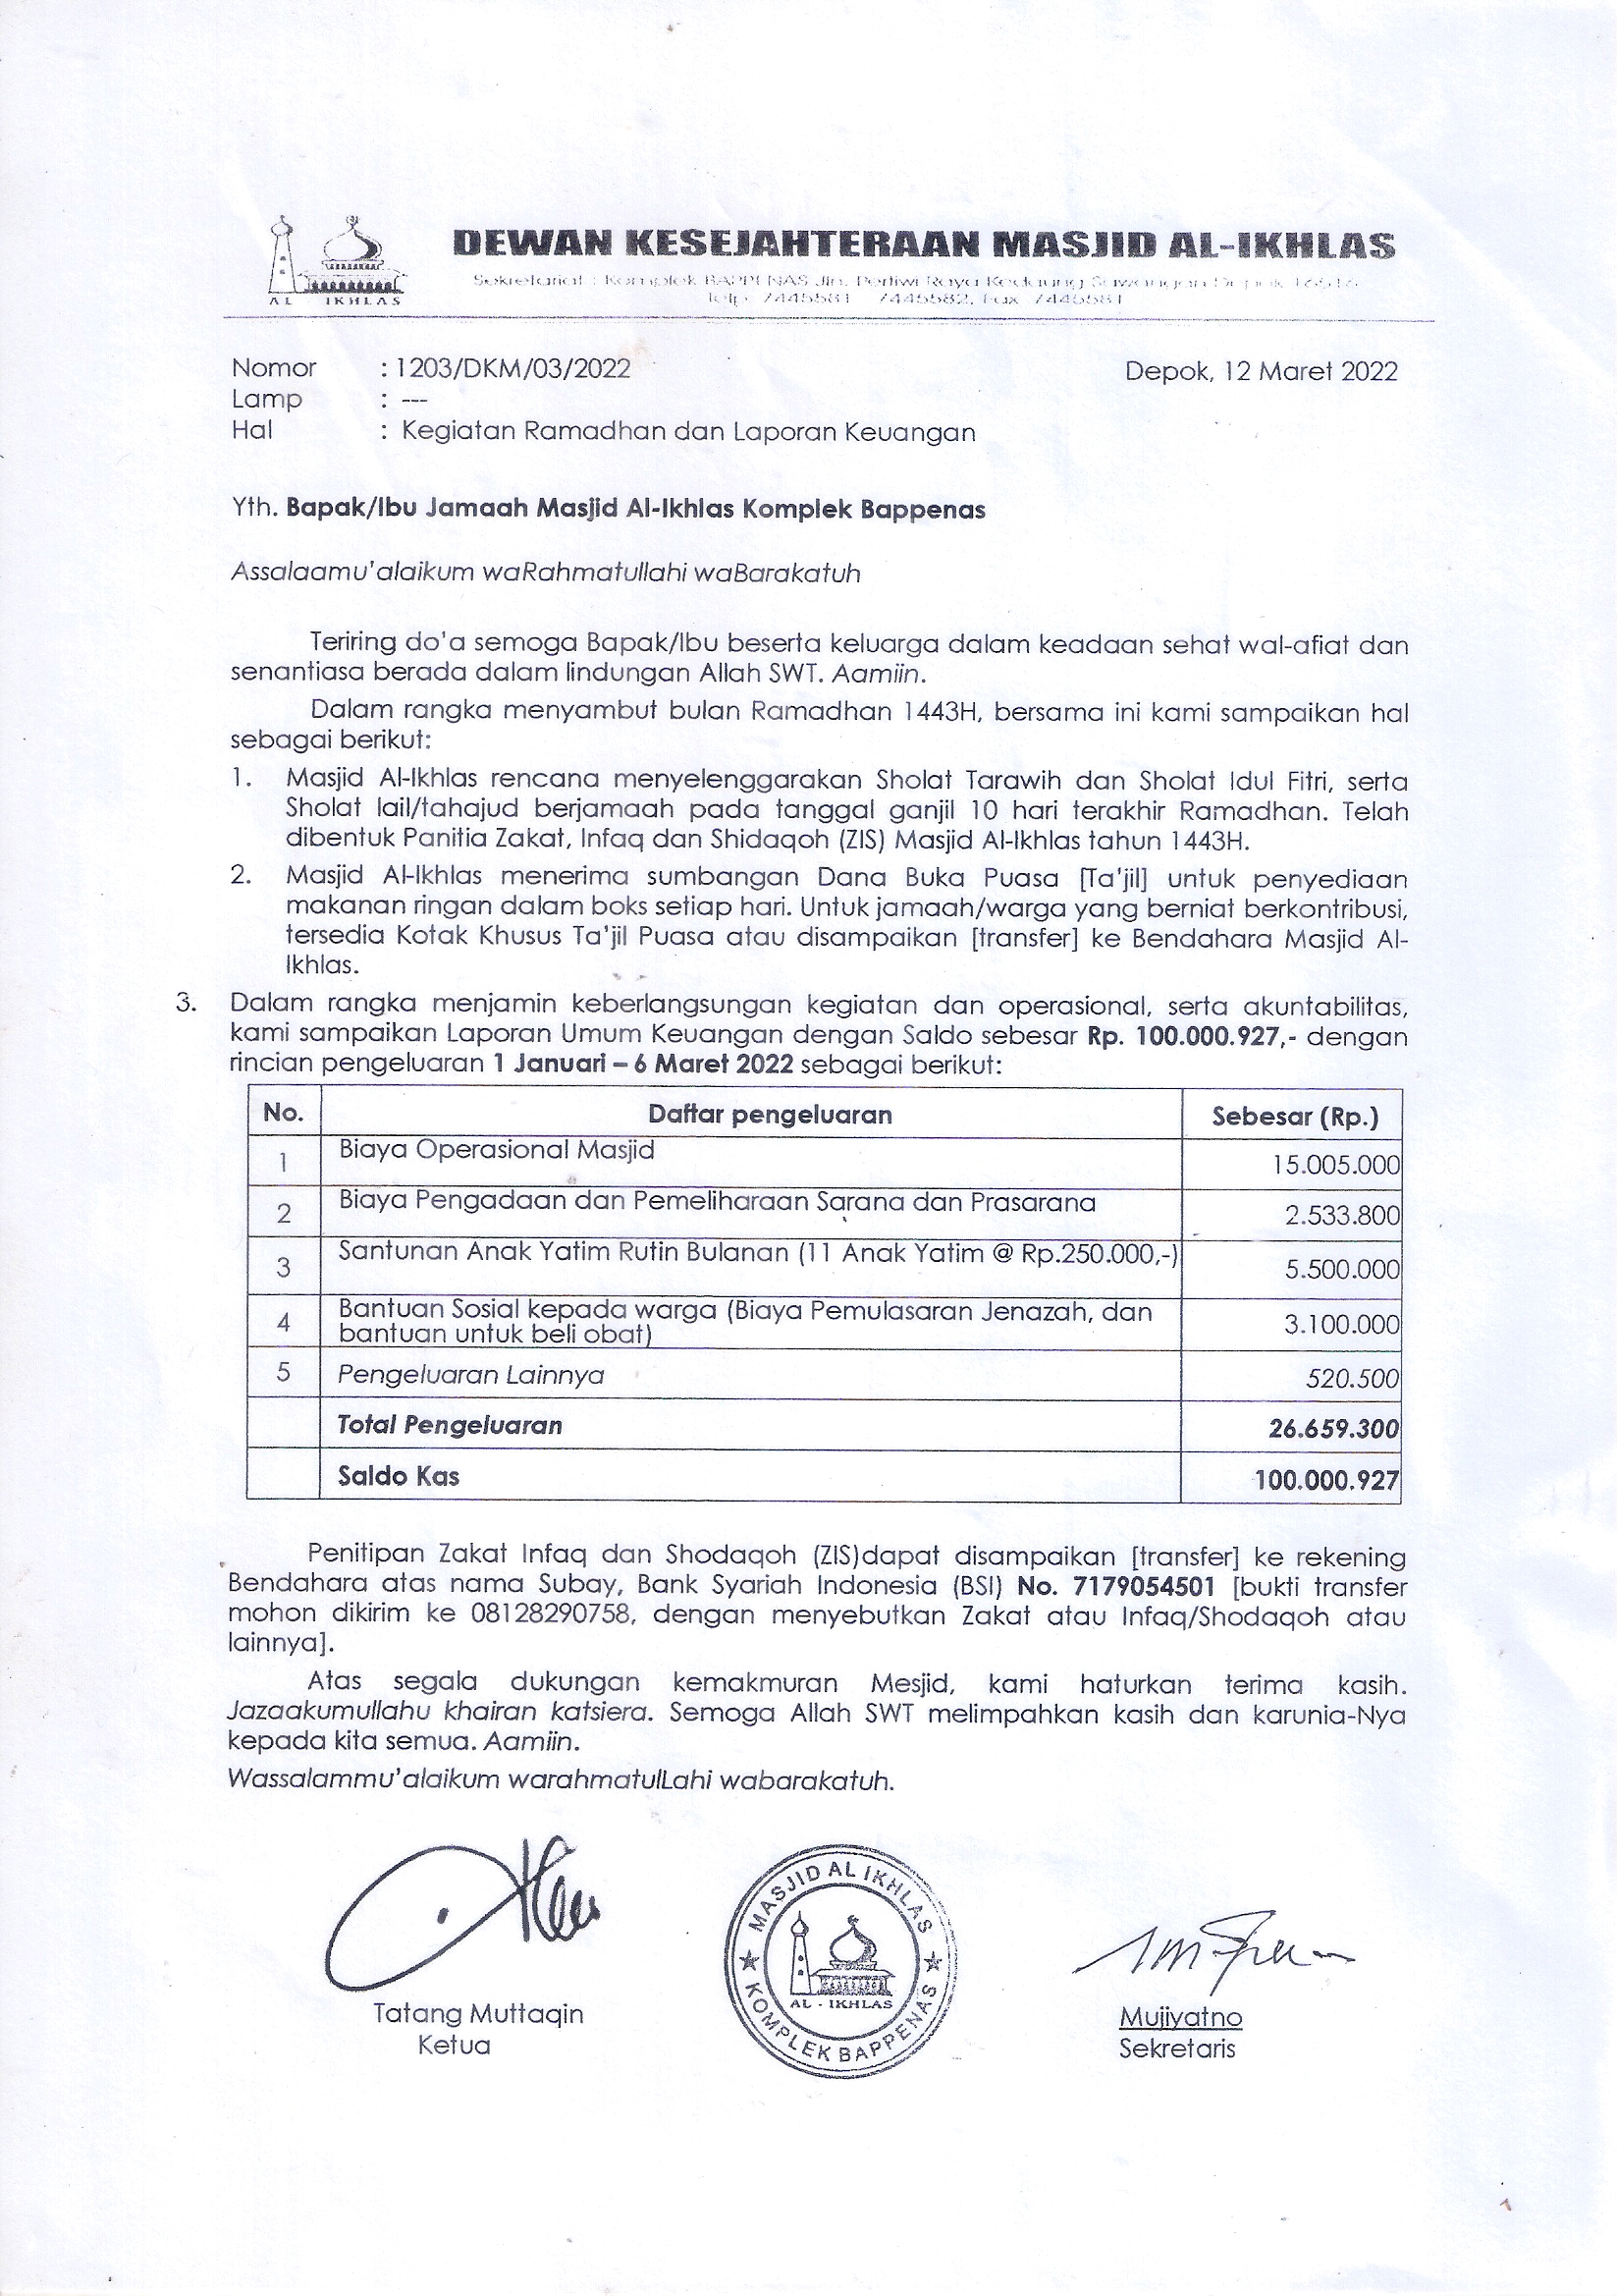 DEWAN KESEJAHTERAAN MASJID AL-IKHLAS
AL IKHLAS
Sekretariat : Komplek BAPPENAS Jln. Pertiwi Raya Kedaung Sawangan Depok 16516
Telp. 7445581 7445582, Fax. 7445581
Nomor : 1203/DKM/03/2022 Depok, 12 Maret 2022
Lamp : ---
Hal : Kegiatan Ramadhan dan Laporan Keuangan
Yth. Bapak/Ibu Jamaah Masjid Al-Ikhlas Komplek Bappenas
Assalaamu'alaikum waRahmatullahi waBarakatuh
Teriring do'a semoga Bapak/Ibu beserta keluarga dalam keadaan sehat wal-afiat dan
senantiasa berada dalam lindungan Allah SWT. Aamiin.
Dalam rangka menyambut bulan Ramadhan 1443H, bersama ini kami sampaikan hal
sebagai berikut:
1. Masjid Al-Ikhlas rencana menyelenggarakan Sholat Tarawih dan Sholat Idul Fitri, serta
Sholat lail/tahajud berjamaah pada tanggal ganjil 10 hari terakhir Ramadhan. Telah
dibentuk Panitia Zakat, Infaq dan Shidaqoh (ZIS) Masjid Al-Ikhlas tahun 1443H.
2. Masjid Al-Ikhlas menerima sumbangan Dana Buka Puasa [Ta'jil] untuk penyediaan
makanan ringan dalam boks setiap hari. Untuk jamaah/warga yang berniat berkontribusi,
tersedia Kotak Khusus Ta'jil Puasa atau disampaikan [transfer] ke Bendahara Masjid Al-
Ikhlas.
3. Dalam rangka menjamin keberlangsungan kegiatan dan operasional, serta akuntabilitas,
kami sampaikan Laporan Umum Keuangan dengan Saldo sebesar Rp. 100.000.927,- dengan
rincian pengeluaran 1 Januari – 6 Maret 2022 sebagai berikut:
No. Daftar pengeluaran Sebesar (Rp.)
1 Biaya Operasional Masjid 15.005.000
2 Biaya Pengadaan dan Pemeliharaan Sarana dan Prasarana 2.533.800
3 Santunan Anak Yatim Rutin Bulanan (11 Anak Yatim @ Rp.250.000,-) 5.500.000
4 Bantuan Sosial kepada warga (Biaya Pemulasaran Jenazah, dan
bantuan untuk beli obat) 3.100.000
5 Pengeluaran Lainnya 520.500
Total Pengeluaran 26.659.300
Saldo Kas 100.000.927
Penitipan Zakat Infaq dan Shodaqoh (ZIS)dapat disampaikan [transfer] ke rekening
Bendahara atas nama Subay, Bank Syariah Indonesia (BSI) No. 7179054501 [bukti transfer
mohon dikirim ke 08128290758, dengan menyebutkan Zakat atau Infaq/Shodaqoh atau
lainnya].
Atas segala dukungan kemakmuran Mesjid, kami haturkan terima kasih.
Jazaakumullahu khairan katsiera. Semoga Allah SWT melimpahkan kasih dan karunia-Nya
kepada kita semua. Aamiin.
Wassalammu'alaikum warahmatulLahi wabarakatuh.
MASJID AL IKHLAS
AL - IKHLAS
KOMPLEK BAPPENAS
Tatang Muttaqin Mujiyatno
Ketua Sekretaris